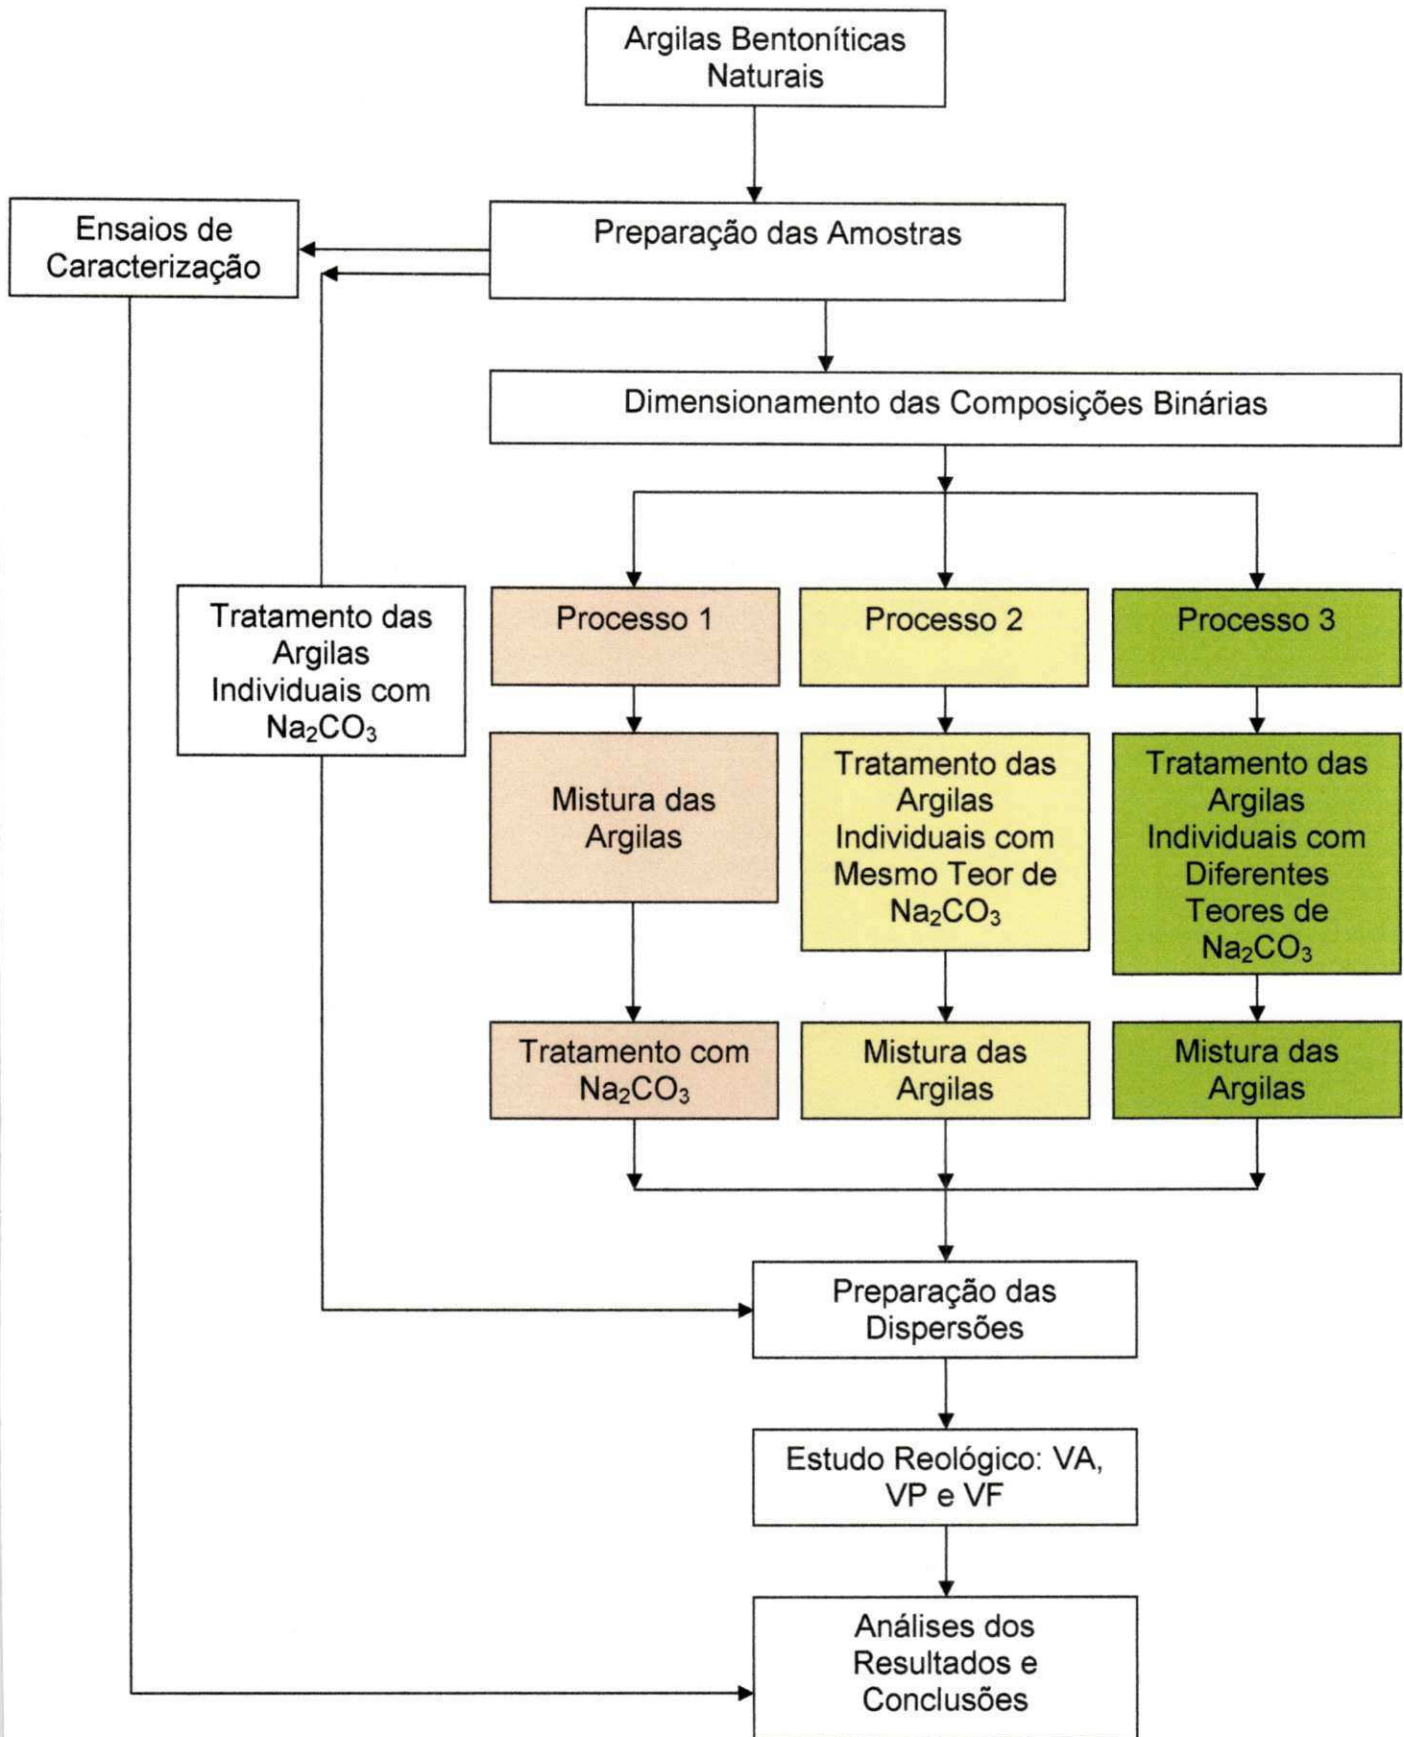 Argilas Bentoníticas
Naturais
Ensaios de
Caracterização
Preparação das Amostras
Dimensionamento das Composições Binárias
Tratamento das
Argilas
Individuais com
Na₂CO₃
Processo 1
Processo 2
Processo 3
Mistura das
Argilas
Tratamento das
Argilas
Individuais com
Mesmo Teor de
Na₂CO₃
Tratamento das
Argilas
Individuais com
Diferentes
Teores de
Na₂CO₃
Tratamento com
Na₂CO₃
Mistura das
Argilas
Mistura das
Argilas
Preparação das
Dispersões
Estudo Reológico: VA,
VP e VF
Análises dos
Resultados e
Conclusões